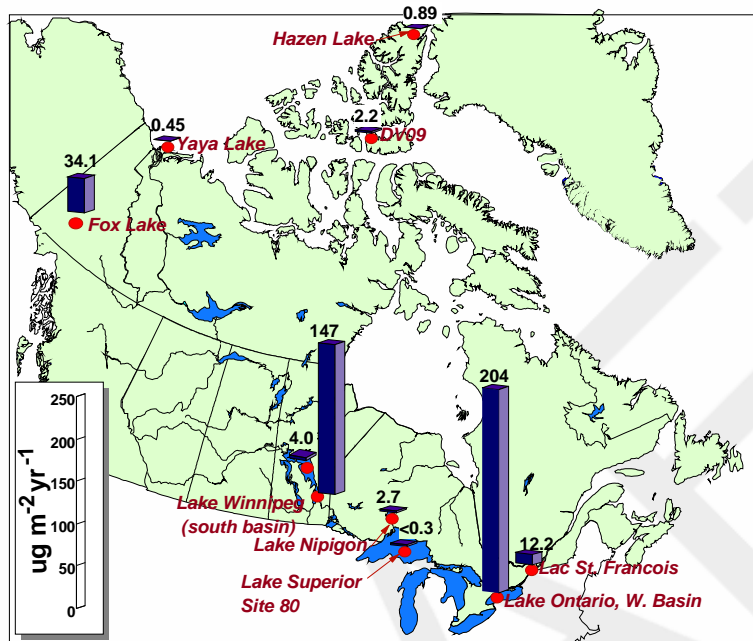 0.89
Hazen Lake
0.45
Yaya Lake
2.2
DV09
34.1
Fox Lake
147
204
250
200
150
100
50
0
ug m-2 yr-1
4.0
Lake Winnipeg
(south basin)
2.7
Lake Nipigon
<0.3
Lake Superior
Site 80
12.2
Lac St. Francois
Lake Ontario, W. Basin